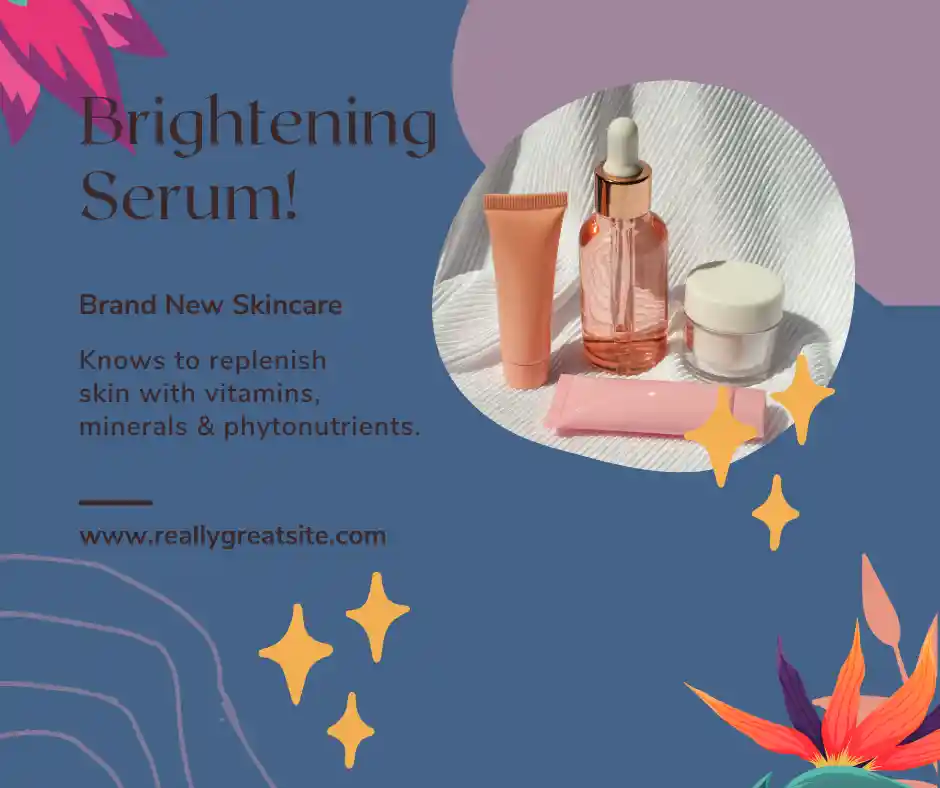 Brightening
Serum!
Brand New Skincare
Knows to replenish
skin with vitamins,
minerals & phytonutrients.
www.reallygreatsite.com